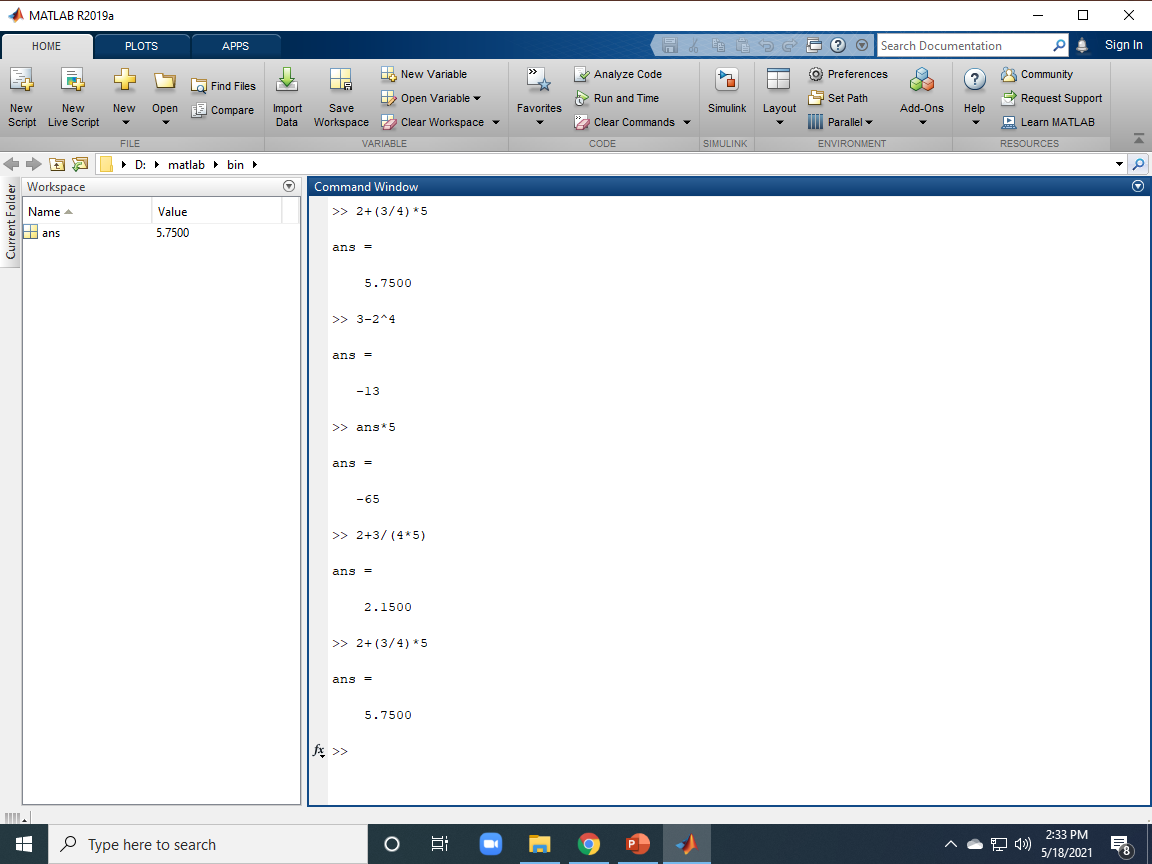 MATLAB R2019a
HOME PLOTS APPS
Search Documentation
Sign In
New Script
New Live Script
New
Open
Find Files
Compare
FILE
Import Data
Save Workspace
New Variable
Open Variable
Clear Workspace
VARIABLE
Favorites
Analyze Code
Run and Time
Clear Commands
CODE
Simulink
SIMULINK
Layout
Preferences
Set Path
Parallel
Add-Ons
ENVIRONMENT
Help
Community
Request Support
Learn MATLAB
RESOURCES
D: matlab bin
Current Folder
Workspace
Name Value
ans 5.7500
Command Window
>> 2+(3/4)*5
ans =
5.7500
>> 3-2^4
ans =
-13
>> ans*5
ans =
-65
>> 2+3/(4*5)
ans =
2.1500
>> 2+(3/4)*5
ans =
5.7500
fx >>
Type here to search
2:33 PM
5/18/2021
8